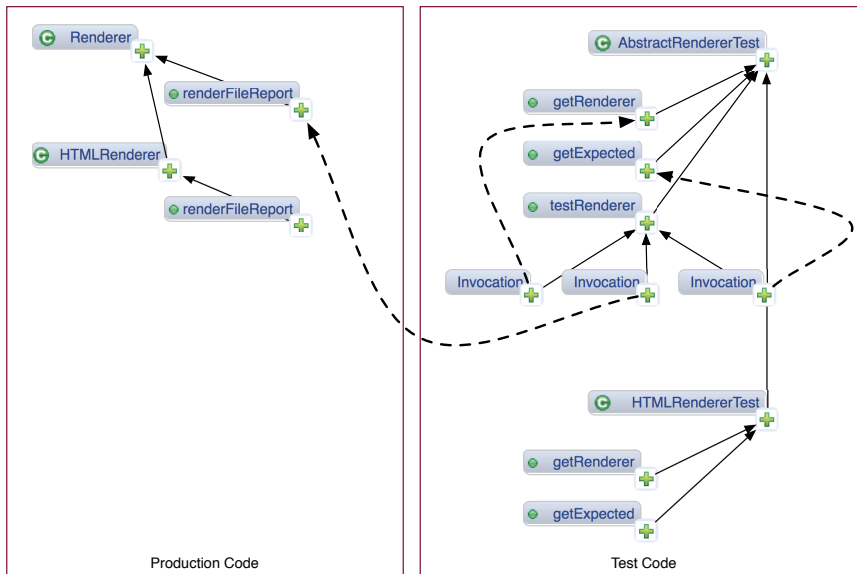 Renderer
renderFileReport
HTMLRenderer
renderFileReport
Production Code
AbstractRendererTest
getRenderer
getExpected
testRenderer
Invocation
Invocation
Invocation
HTMLRendererTest
getRenderer
getExpected
Test Code